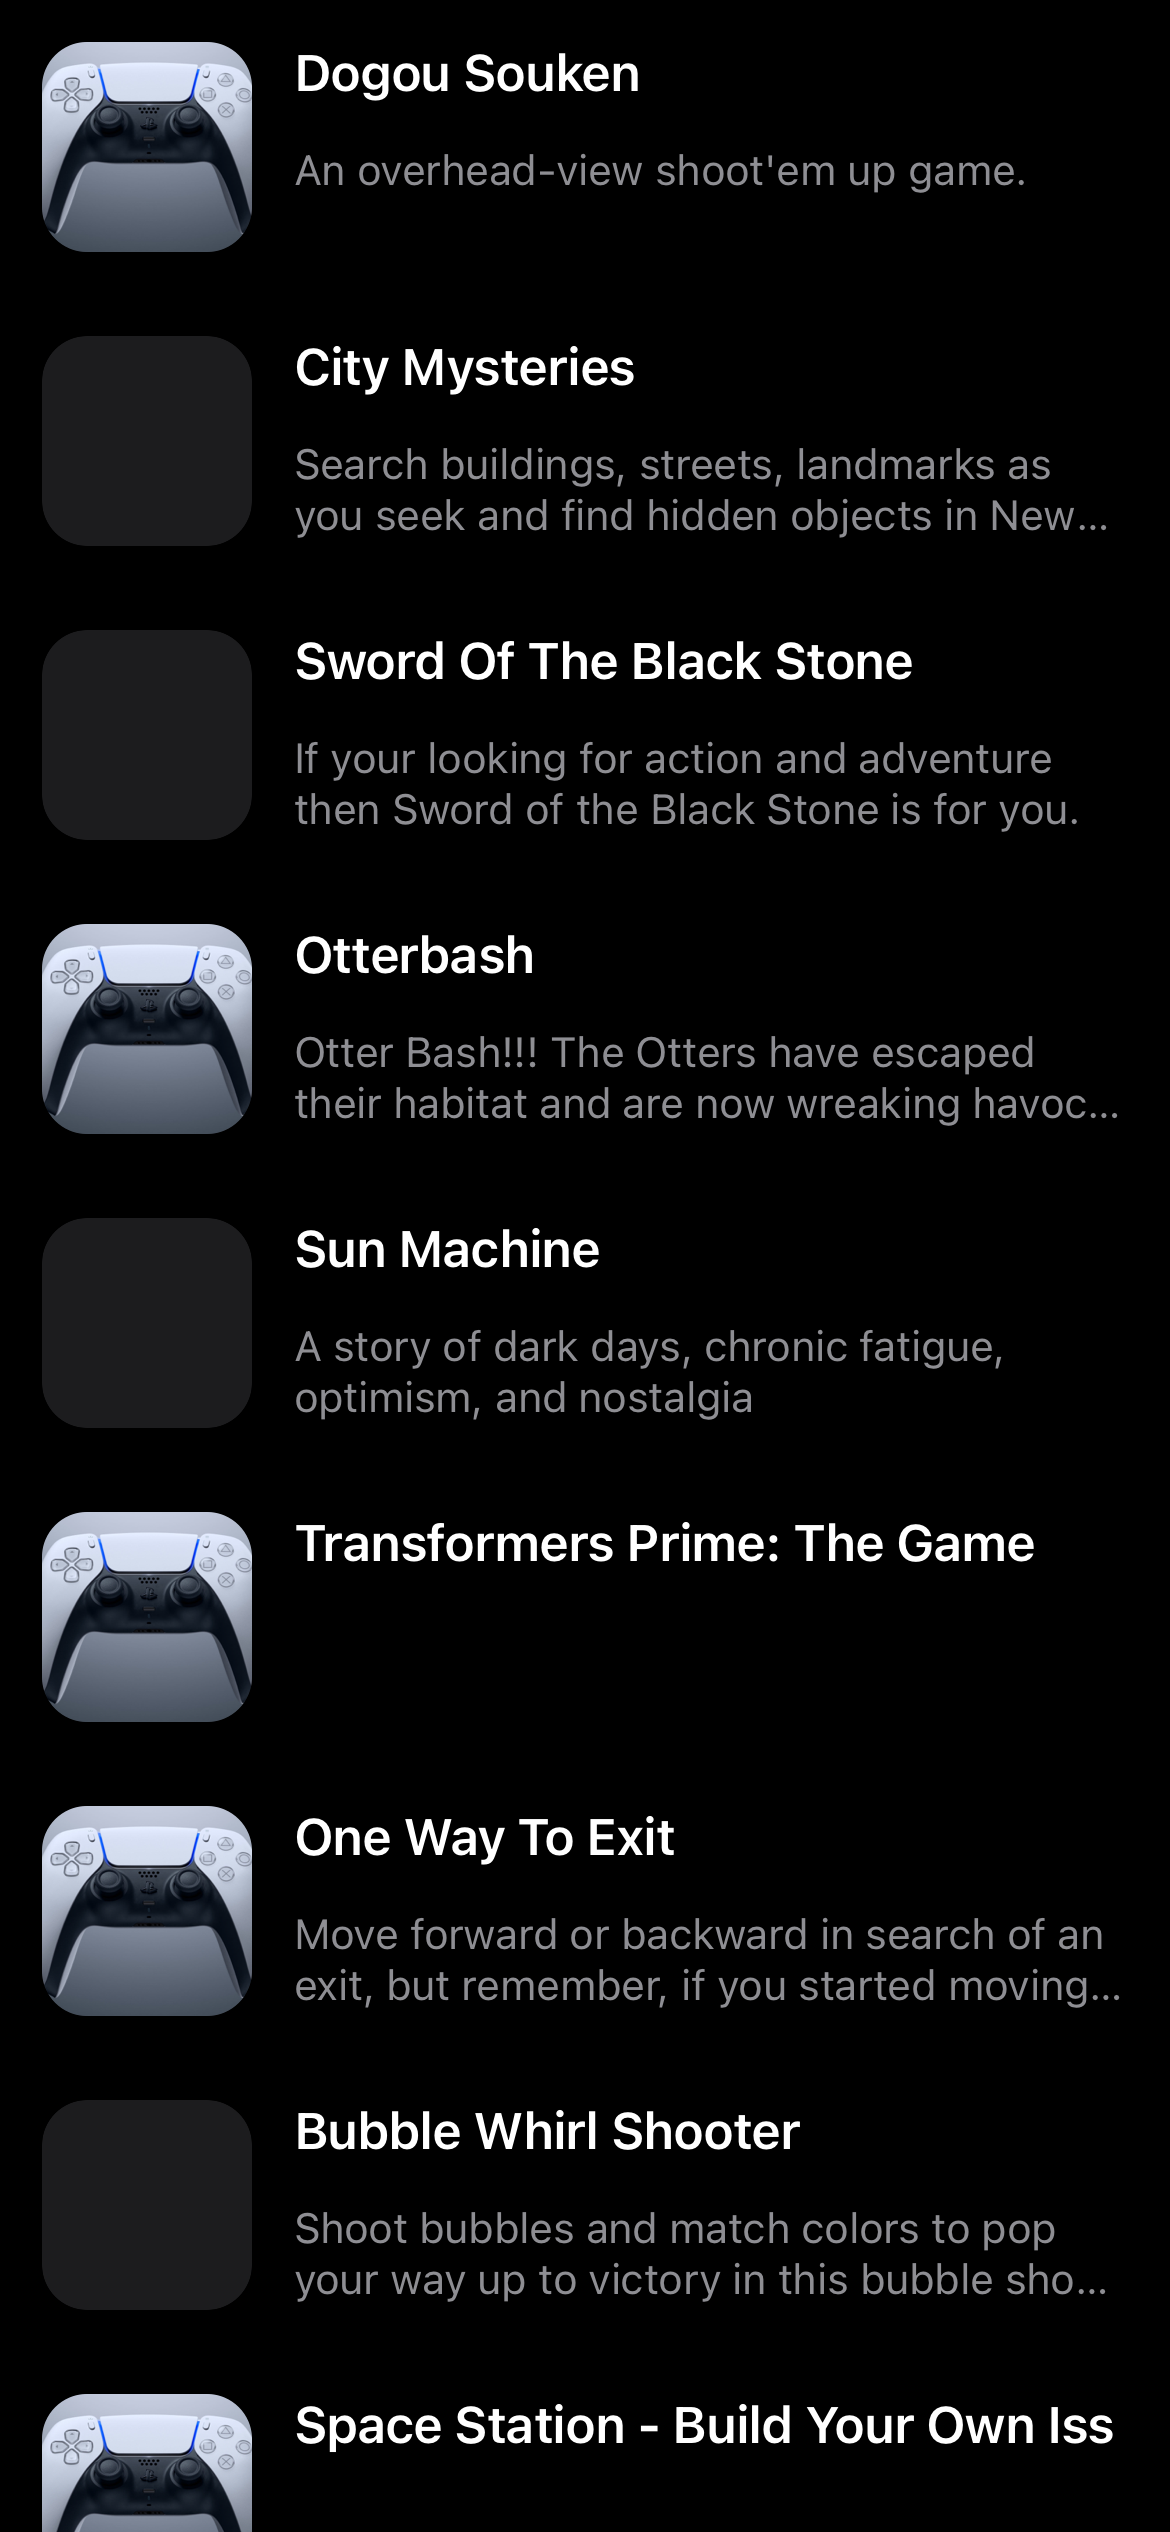 Dogou Souken
An overhead-view shoot'em up game.
City Mysteries
Search buildings, streets, landmarks as
you seek and find hidden objects in New...
Sword Of The Black Stone
If your looking for action and adventure
then Sword of the Black Stone is for you.
Otterbash
Otter Bash!!! The Otters have escaped
their habitat and are now wreaking havoc...
Sun Machine
A story of dark days, chronic fatigue,
optimism, and nostalgia
Transformers Prime: The Game
One Way To Exit
Move forward or backward in search of an
exit, but remember, if you started moving...
Bubble Whirl Shooter
Shoot bubbles and match colors to pop
your way up to victory in this bubble sho...
Space Station - Build Your Own Iss